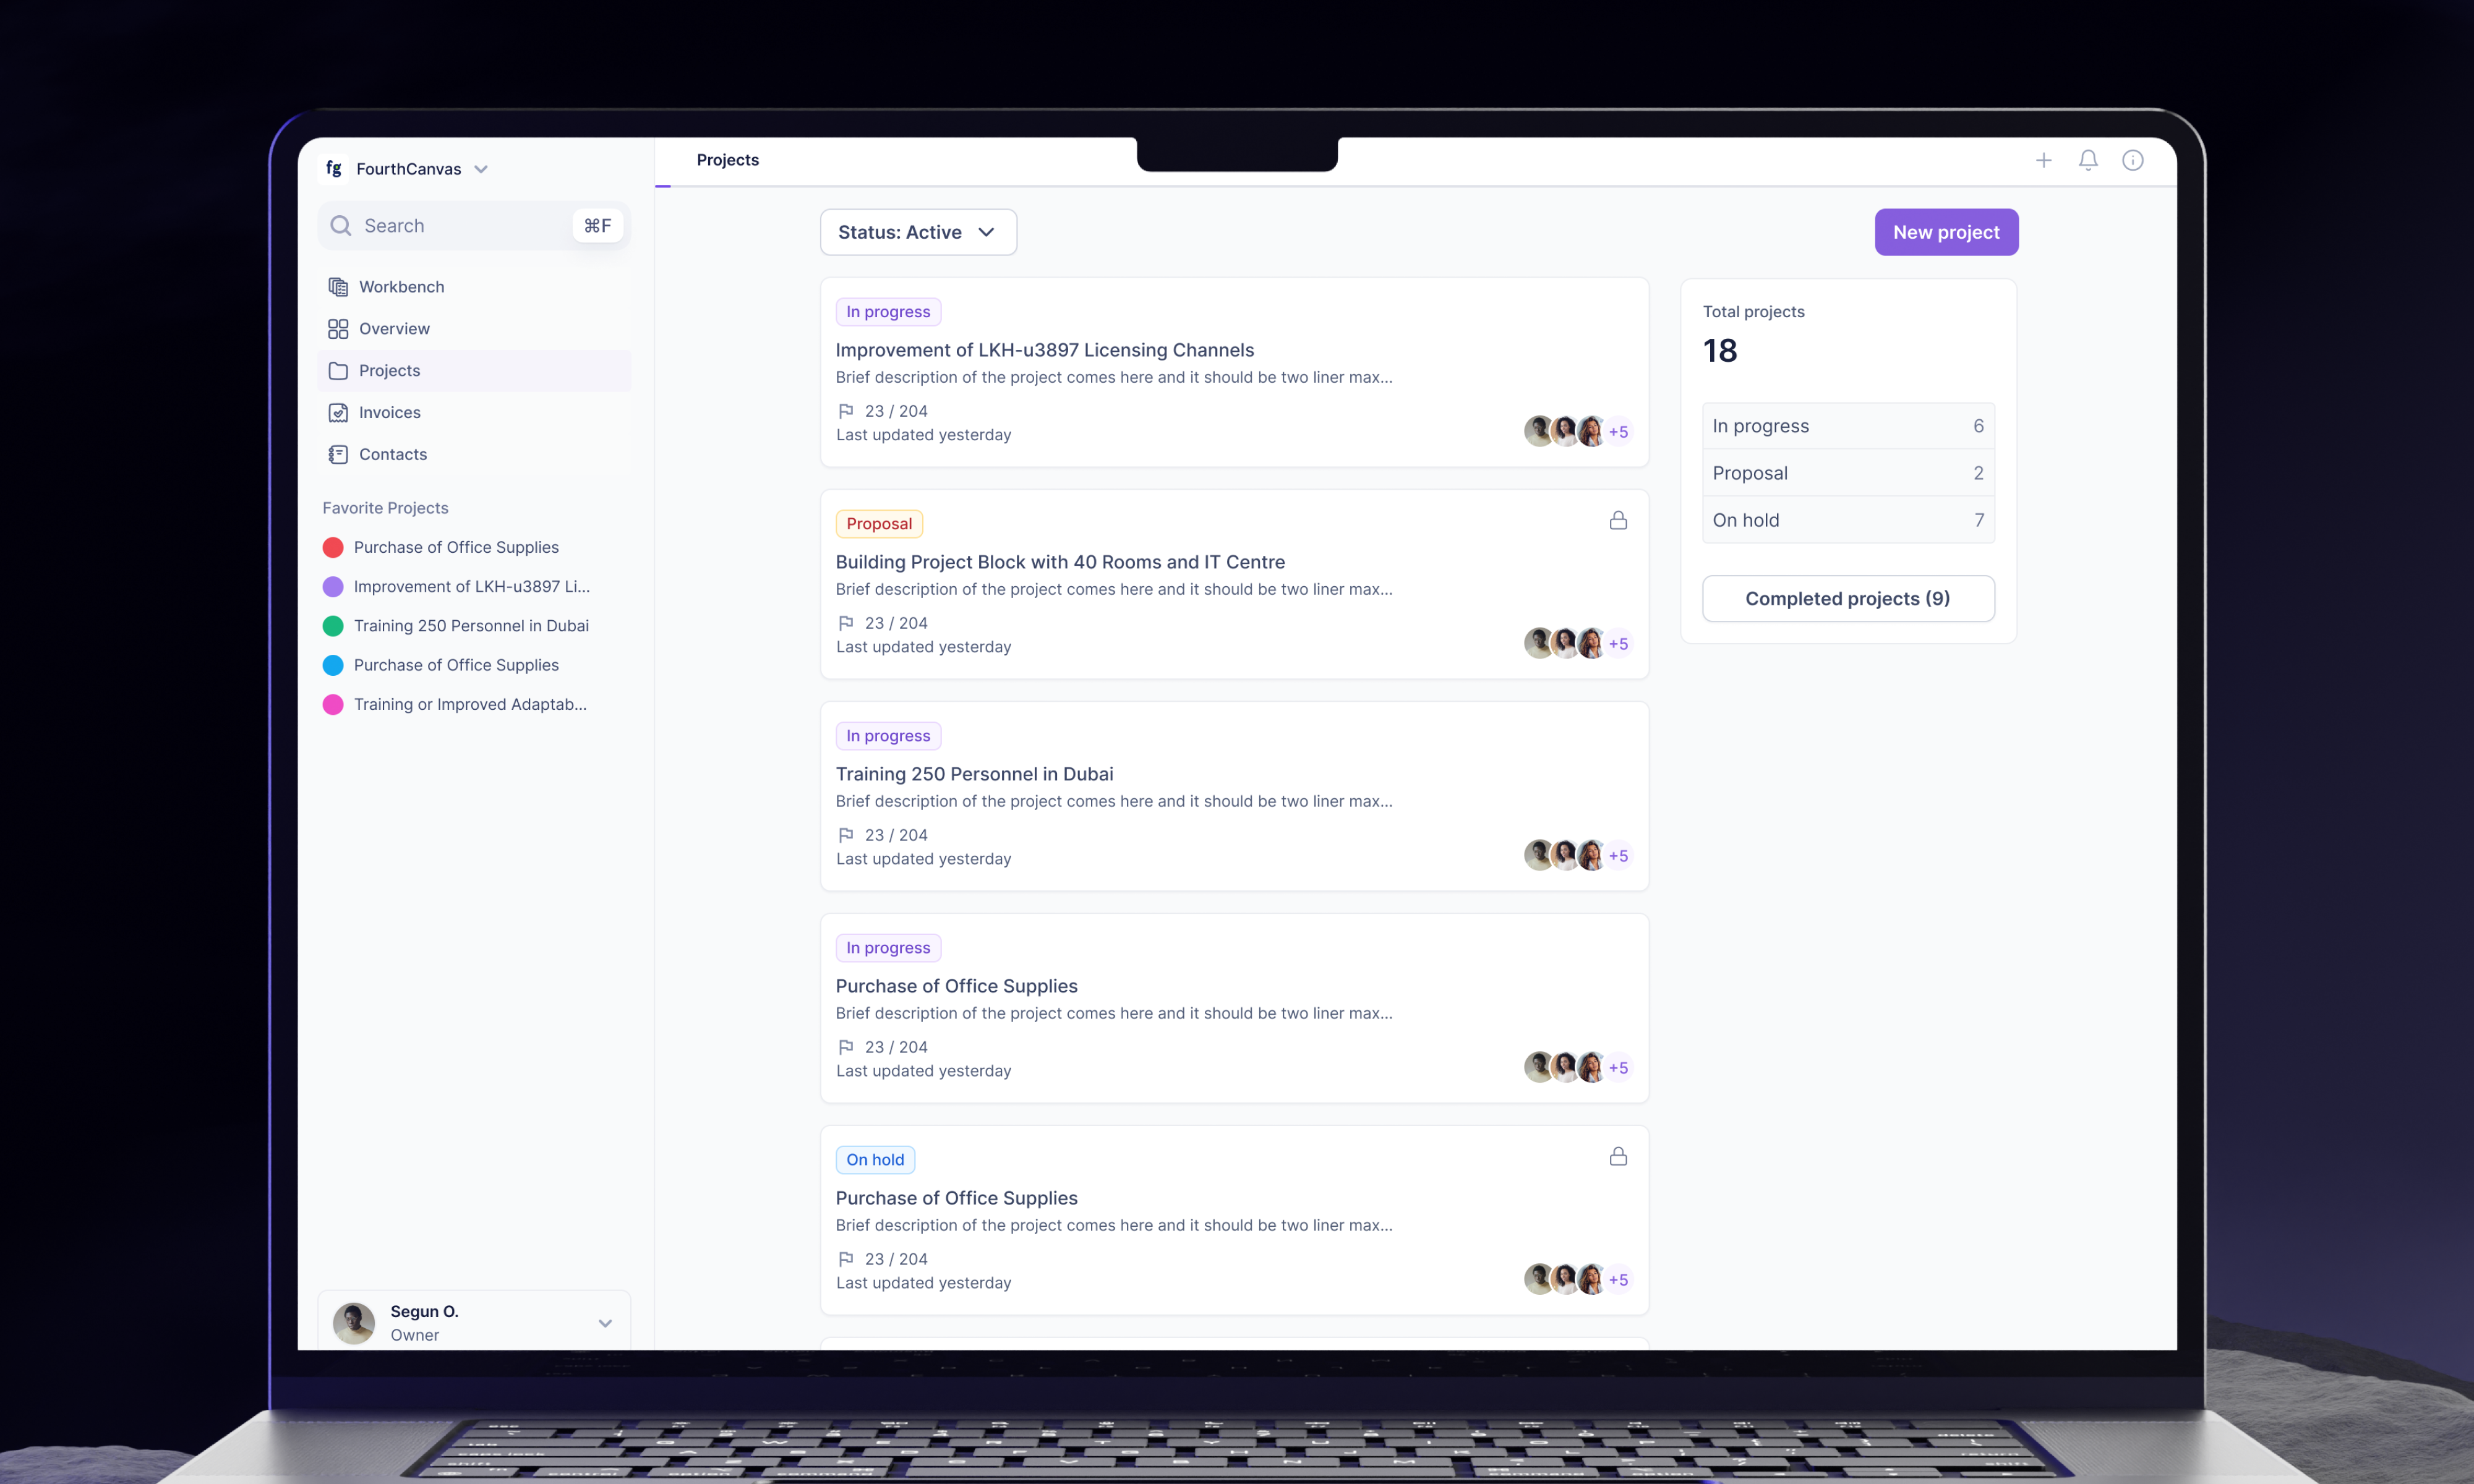 fg FourthCanvas
Search ⌘F
Workbench
Overview
Projects
Invoices
Contacts
Favorite Projects
Purchase of Office Supplies
Improvement of LKH-u3897 Li...
Training 250 Personnel in Dubai
Purchase of Office Supplies
Training or Improved Adaptab...
Segun O.
Owner
Projects
Status: Active
New project
In progress
Improvement of LKH-u3897 Licensing Channels
Brief description of the project comes here and it should be two liner max...
23 / 204
Last updated yesterday
+5
Proposal
Building Project Block with 40 Rooms and IT Centre
Brief description of the project comes here and it should be two liner max...
23 / 204
Last updated yesterday
+5
In progress
Training 250 Personnel in Dubai
Brief description of the project comes here and it should be two liner max...
23 / 204
Last updated yesterday
+5
In progress
Purchase of Office Supplies
Brief description of the project comes here and it should be two liner max...
23 / 204
Last updated yesterday
+5
On hold
Purchase of Office Supplies
Brief description of the project comes here and it should be two liner max...
23 / 204
Last updated yesterday
+5
Total projects
18
In progress 6
Proposal 2
On hold 7
Completed projects (9)